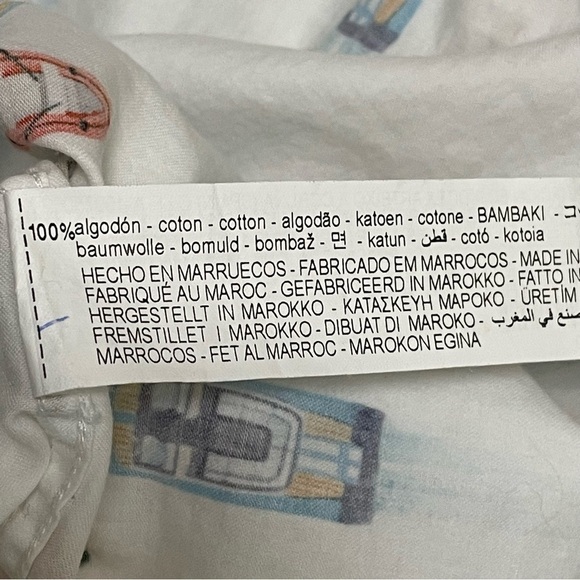 100% algodón - coton - cotton - algodão - katoen - cotone - BAMBAKI -
baumwolle - bomuld - bombaž - 면 - katun - قطن - cotó - kotoia
HECHO EN MARRUECOS - FABRICADO EM MARROCOS - MADE IN
FABRIQUÉ AU MAROC - GEFABRICEERD IN MAROKKO - FATTO IN
HERGESTELLT IN MAROKKO - ΚΑΤΑΣΚΕΥΗ ΜΑΡΟΚΟ - ÜRETİM
FREMSTILLET I MAROKKO - DIBUAT DI MAROKO - صنع في المغرب
MARROCOS - FET AL MARROC - MAROKON EGINA